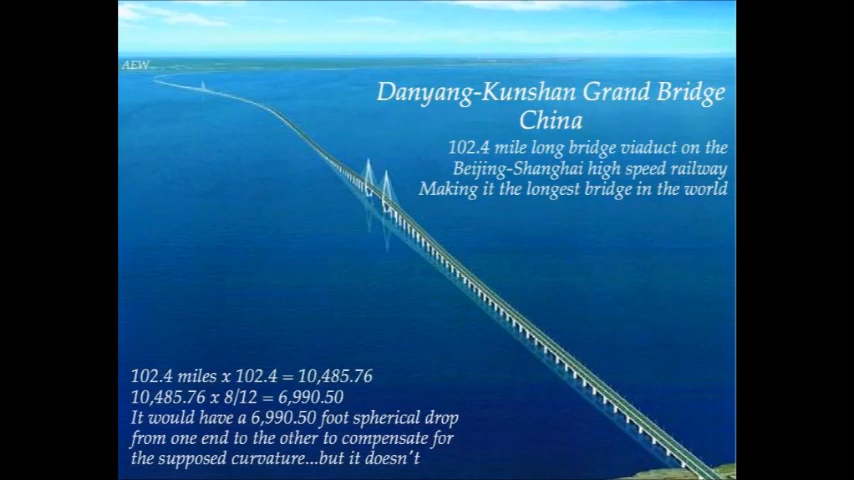 AEW
Danyang-Kunshan Grand Bridge
China
102.4 mile long bridge viaduct on the
Beijing-Shanghai high speed railway
Making it the longest bridge in the world
102.4 miles x 102.4 = 10,485.76
10,485.76 x 8/12 = 6,990.50
It would have a 6,990.50 foot spherical drop
from one end to the other to compensate for
the supposed curvature...but it doesn't